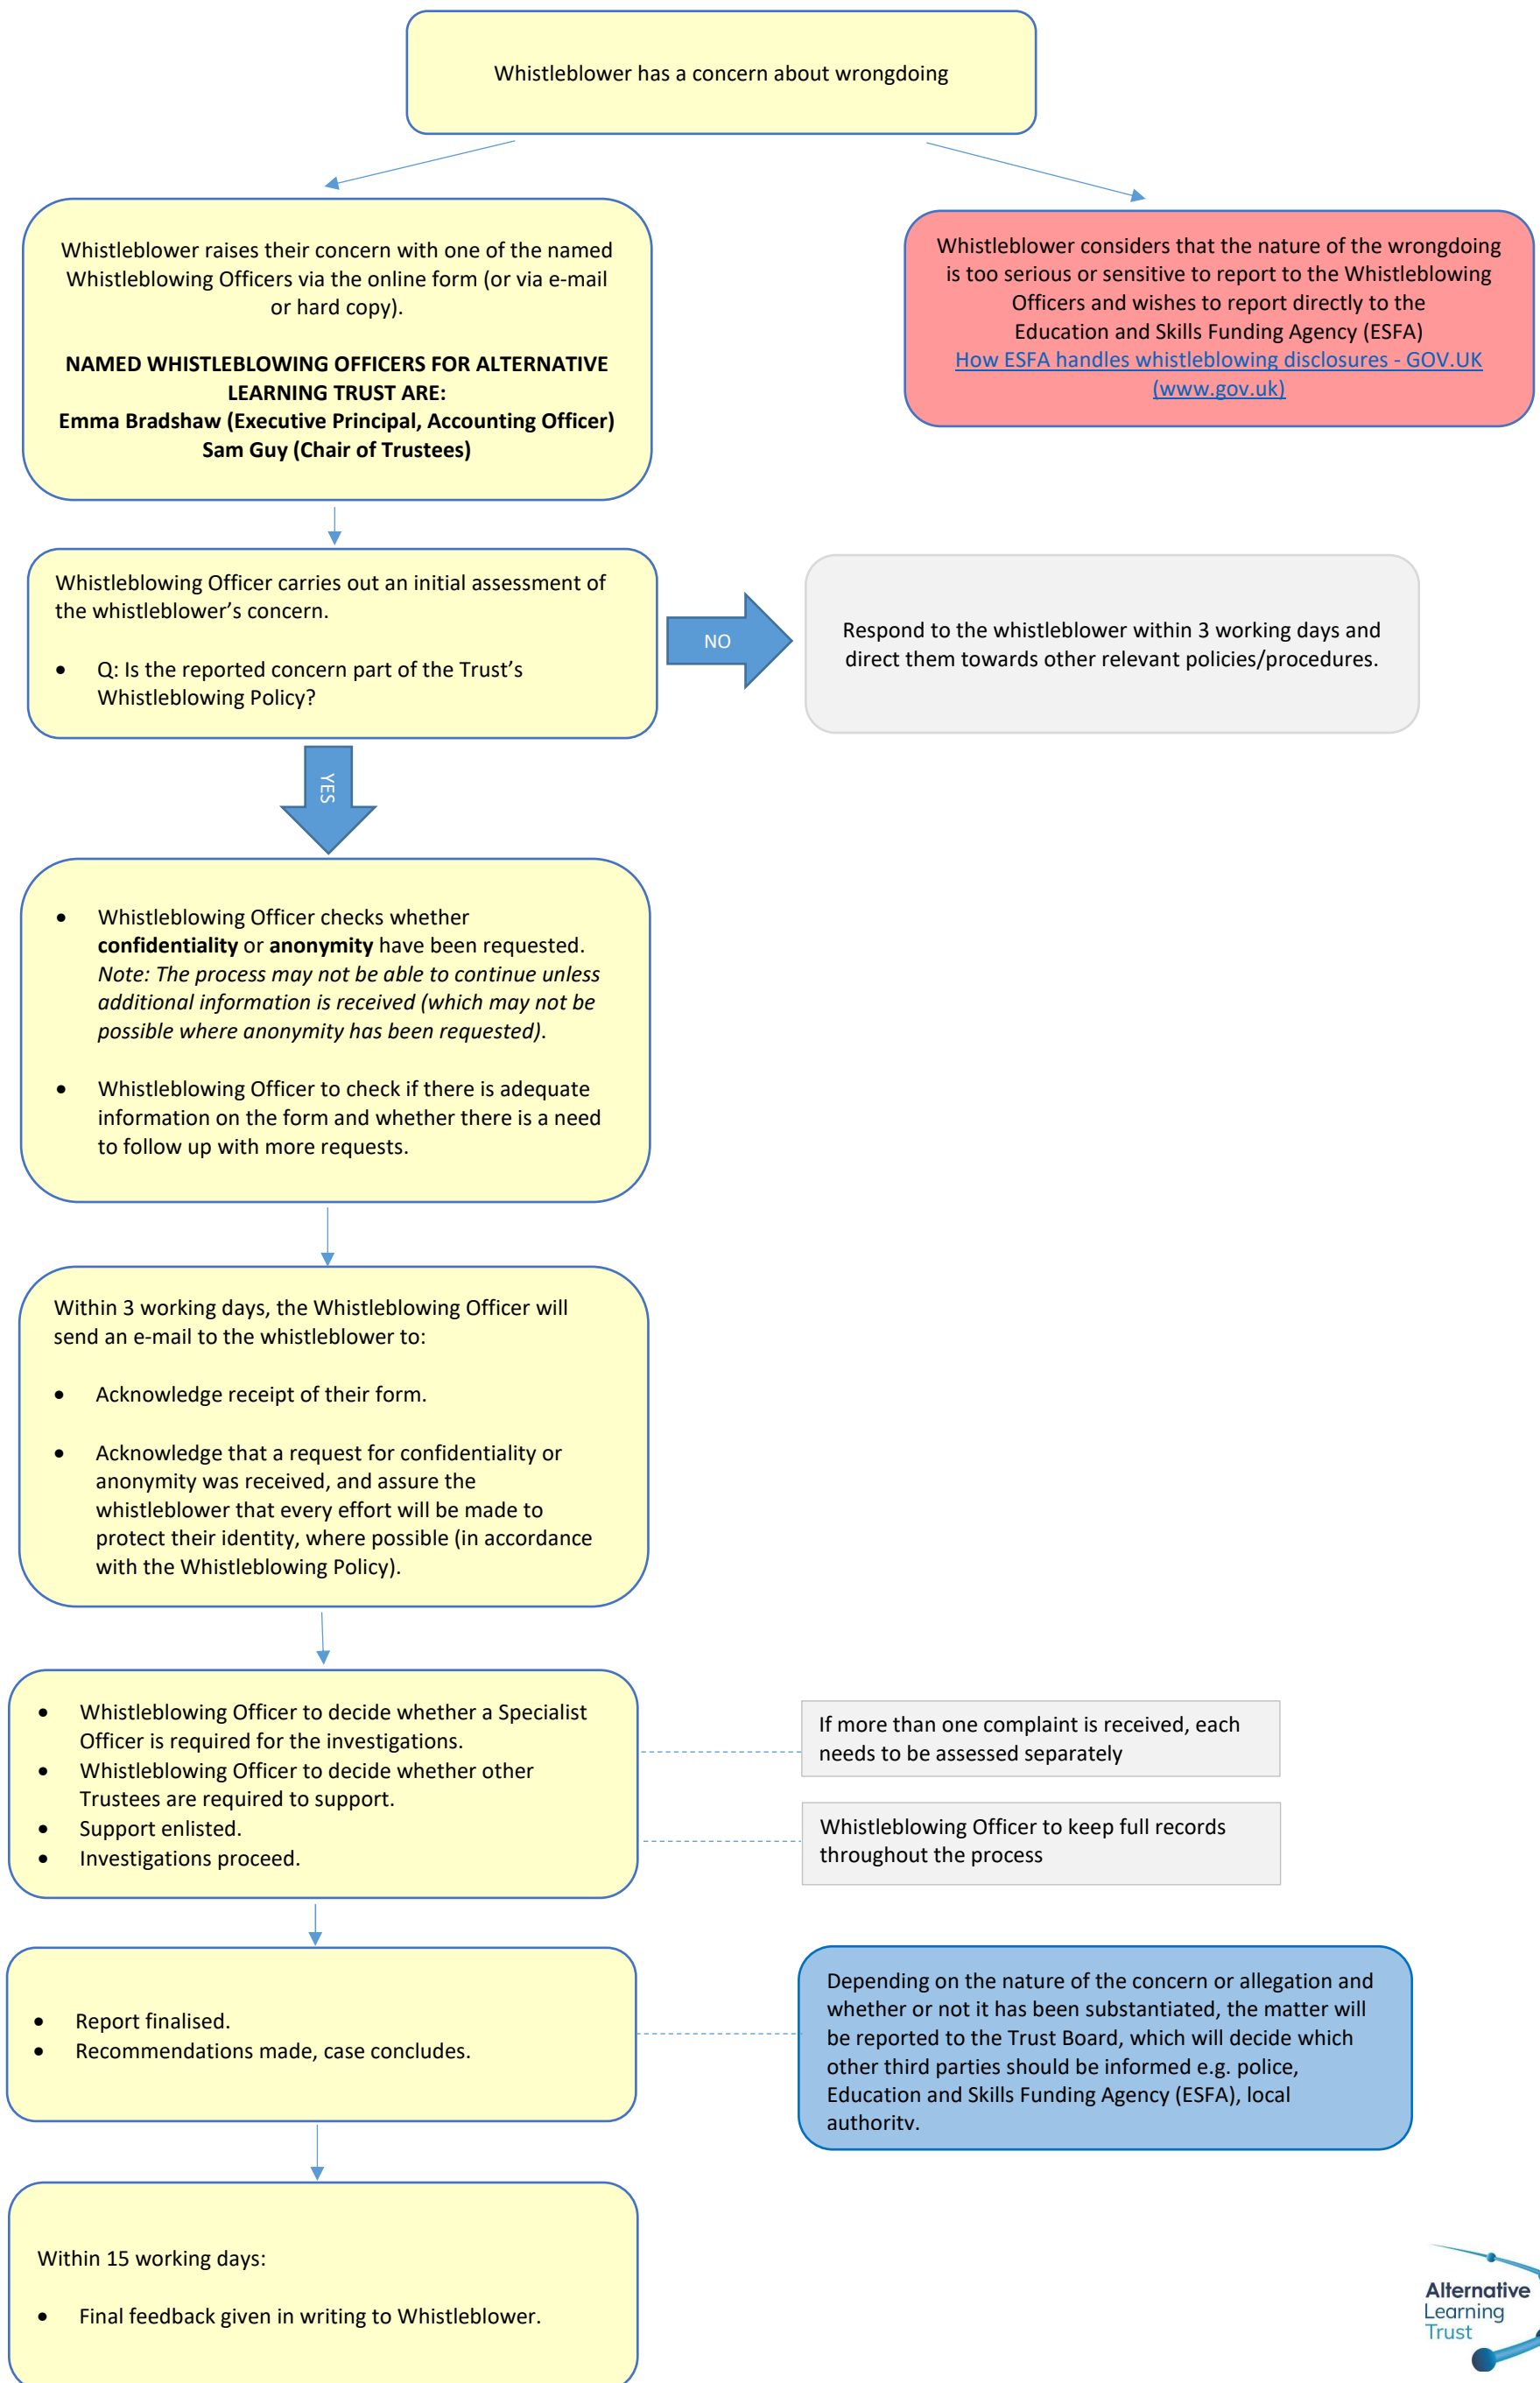 Whistleblower has a concern about wrongdoing
Whistleblower raises their concern with one of the named
Whistleblowing Officers via the online form (or via e-mail
or hard copy).
NAMED WHISTLEBLOWING OFFICERS FOR ALTERNATIVE
LEARNING TRUST ARE:
Emma Bradshaw (Executive Principal, Accounting Officer)
Sam Guy (Chair of Trustees)
Whistleblower considers that the nature of the wrongdoing
is too serious or sensitive to report to the Whistleblowing
Officers and wishes to report directly to the
Education and Skills Funding Agency (ESFA)
How ESFA handles whistleblowing disclosures - GOV.UK
(www.gov.uk)
Whistleblowing Officer carries out an initial assessment of
the whistleblower's concern.
• Q: Is the reported concern part of the Trust's
Whistleblowing Policy?
NO
Respond to the whistleblower within 3 working days and
direct them towards other relevant policies/procedures.
YES
• Whistleblowing Officer checks whether
confidentiality or anonymity have been requested.
Note: The process may not be able to continue unless
additional information is received (which may not be
possible where anonymity has been requested).
• Whistleblowing Officer to check if there is adequate
information on the form and whether there is a need
to follow up with more requests.
Within 3 working days, the Whistleblowing Officer will
send an e-mail to the whistleblower to:
• Acknowledge receipt of their form.
• Acknowledge that a request for confidentiality or
anonymity was received, and assure the
whistleblower that every effort will be made to
protect their identity, where possible (in accordance
with the Whistleblowing Policy).
• Whistleblowing Officer to decide whether a Specialist
Officer is required for the investigations.
• Whistleblowing Officer to decide whether other
Trustees are required to support.
• Support enlisted.
• Investigations proceed.
If more than one complaint is received, each
needs to be assessed separately
Whistleblowing Officer to keep full records
throughout the process
• Report finalised.
• Recommendations made, case concludes.
Depending on the nature of the concern or allegation and
whether or not it has been substantiated, the matter will
be reported to the Trust Board, which will decide which
other third parties should be informed e.g. police,
Education and Skills Funding Agency (ESFA), local
authority.
Within 15 working days:
• Final feedback given in writing to Whistleblower.
Alternative
Learning
Trust